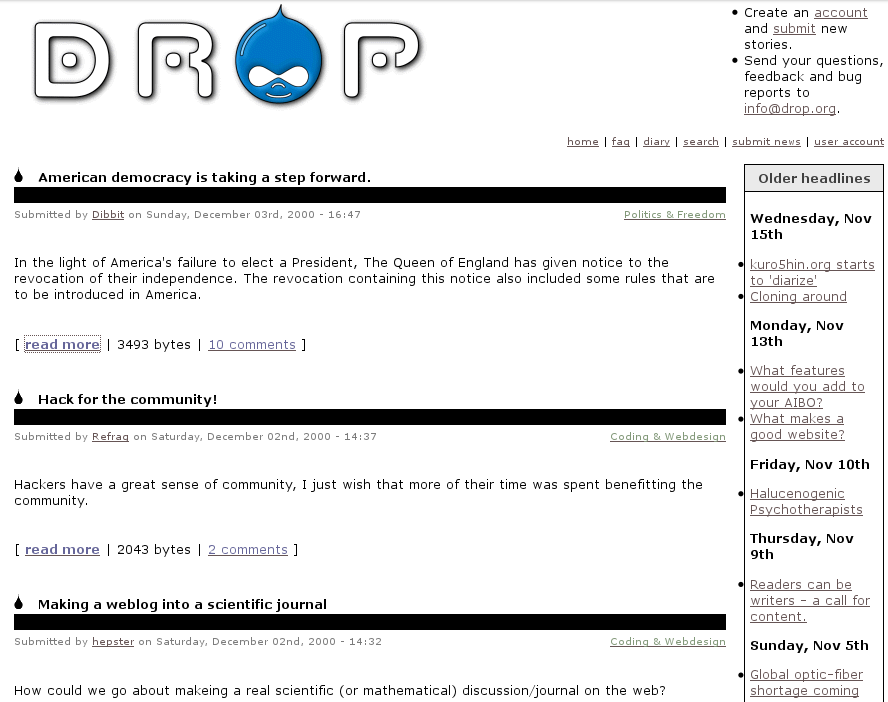 DROP
• Create an account
and submit new
stories.
• Send your questions,
feedback and bug
reports to
info@drop.org.
home | faq | diary | search | submit news | user account
American democracy is taking a step forward.
Submitted by Dibbit on Sunday, December 03rd, 2000 - 16:47 Politics & Freedom
In the light of America's failure to elect a President, The Queen of England has given notice to the
revocation of their independence. The revocation containing this notice also included some rules that are
to be introduced in America.
[ read more | 3493 bytes | 10 comments ]
Hack for the community!
Submitted by Refrag on Saturday, December 02nd, 2000 - 14:37 Coding & Webdesign
Hackers have a great sense of community, I just wish that more of their time was spent benefitting the
community.
[ read more | 2043 bytes | 2 comments ]
Making a weblog into a scientific journal
Submitted by hepster on Saturday, December 02nd, 2000 - 14:32 Coding & Webdesign
How could we go about makeing a real scientific (or mathematical) discussion/journal on the web?
Older headlines
Wednesday, Nov
15th
• kuro5hin.org starts
to 'diarize'
• Cloning around
Monday, Nov
13th
• What features
would you add to
your AIBO?
• What makes a
good website?
Friday, Nov 10th
• Halucenogenic
Psychotherapists
Thursday, Nov
9th
• Readers can be
writers - a call for
content.
Sunday, Nov 5th
• Global optic-fiber
shortage coming